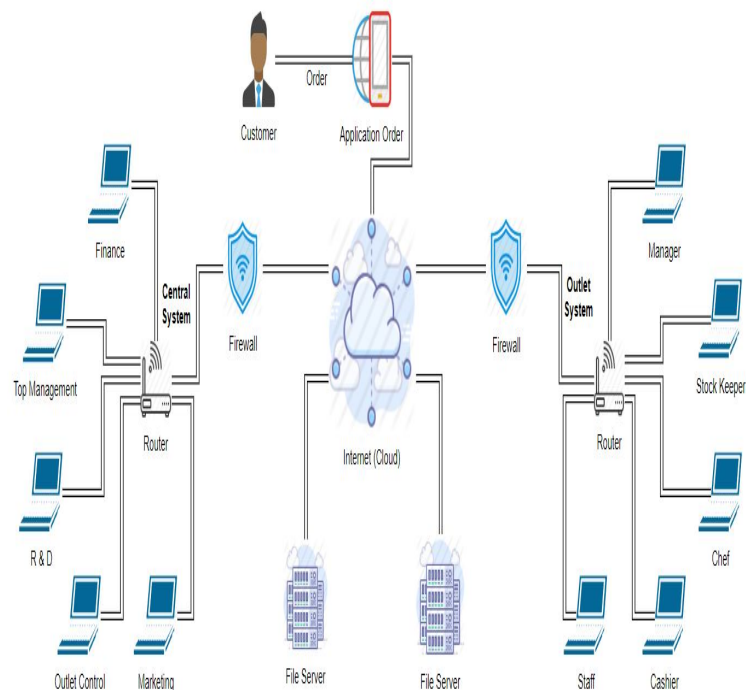 Order
Customer
Application Order
Finance
Manager
Central
System
Outlet
System
Firewall
Firewall
Top Management
Stock Keeper
Router
Internet (Cloud)
Router
R & D
Chef
Outlet Control
Marketing
File Server
File Server
Staff
Cashier